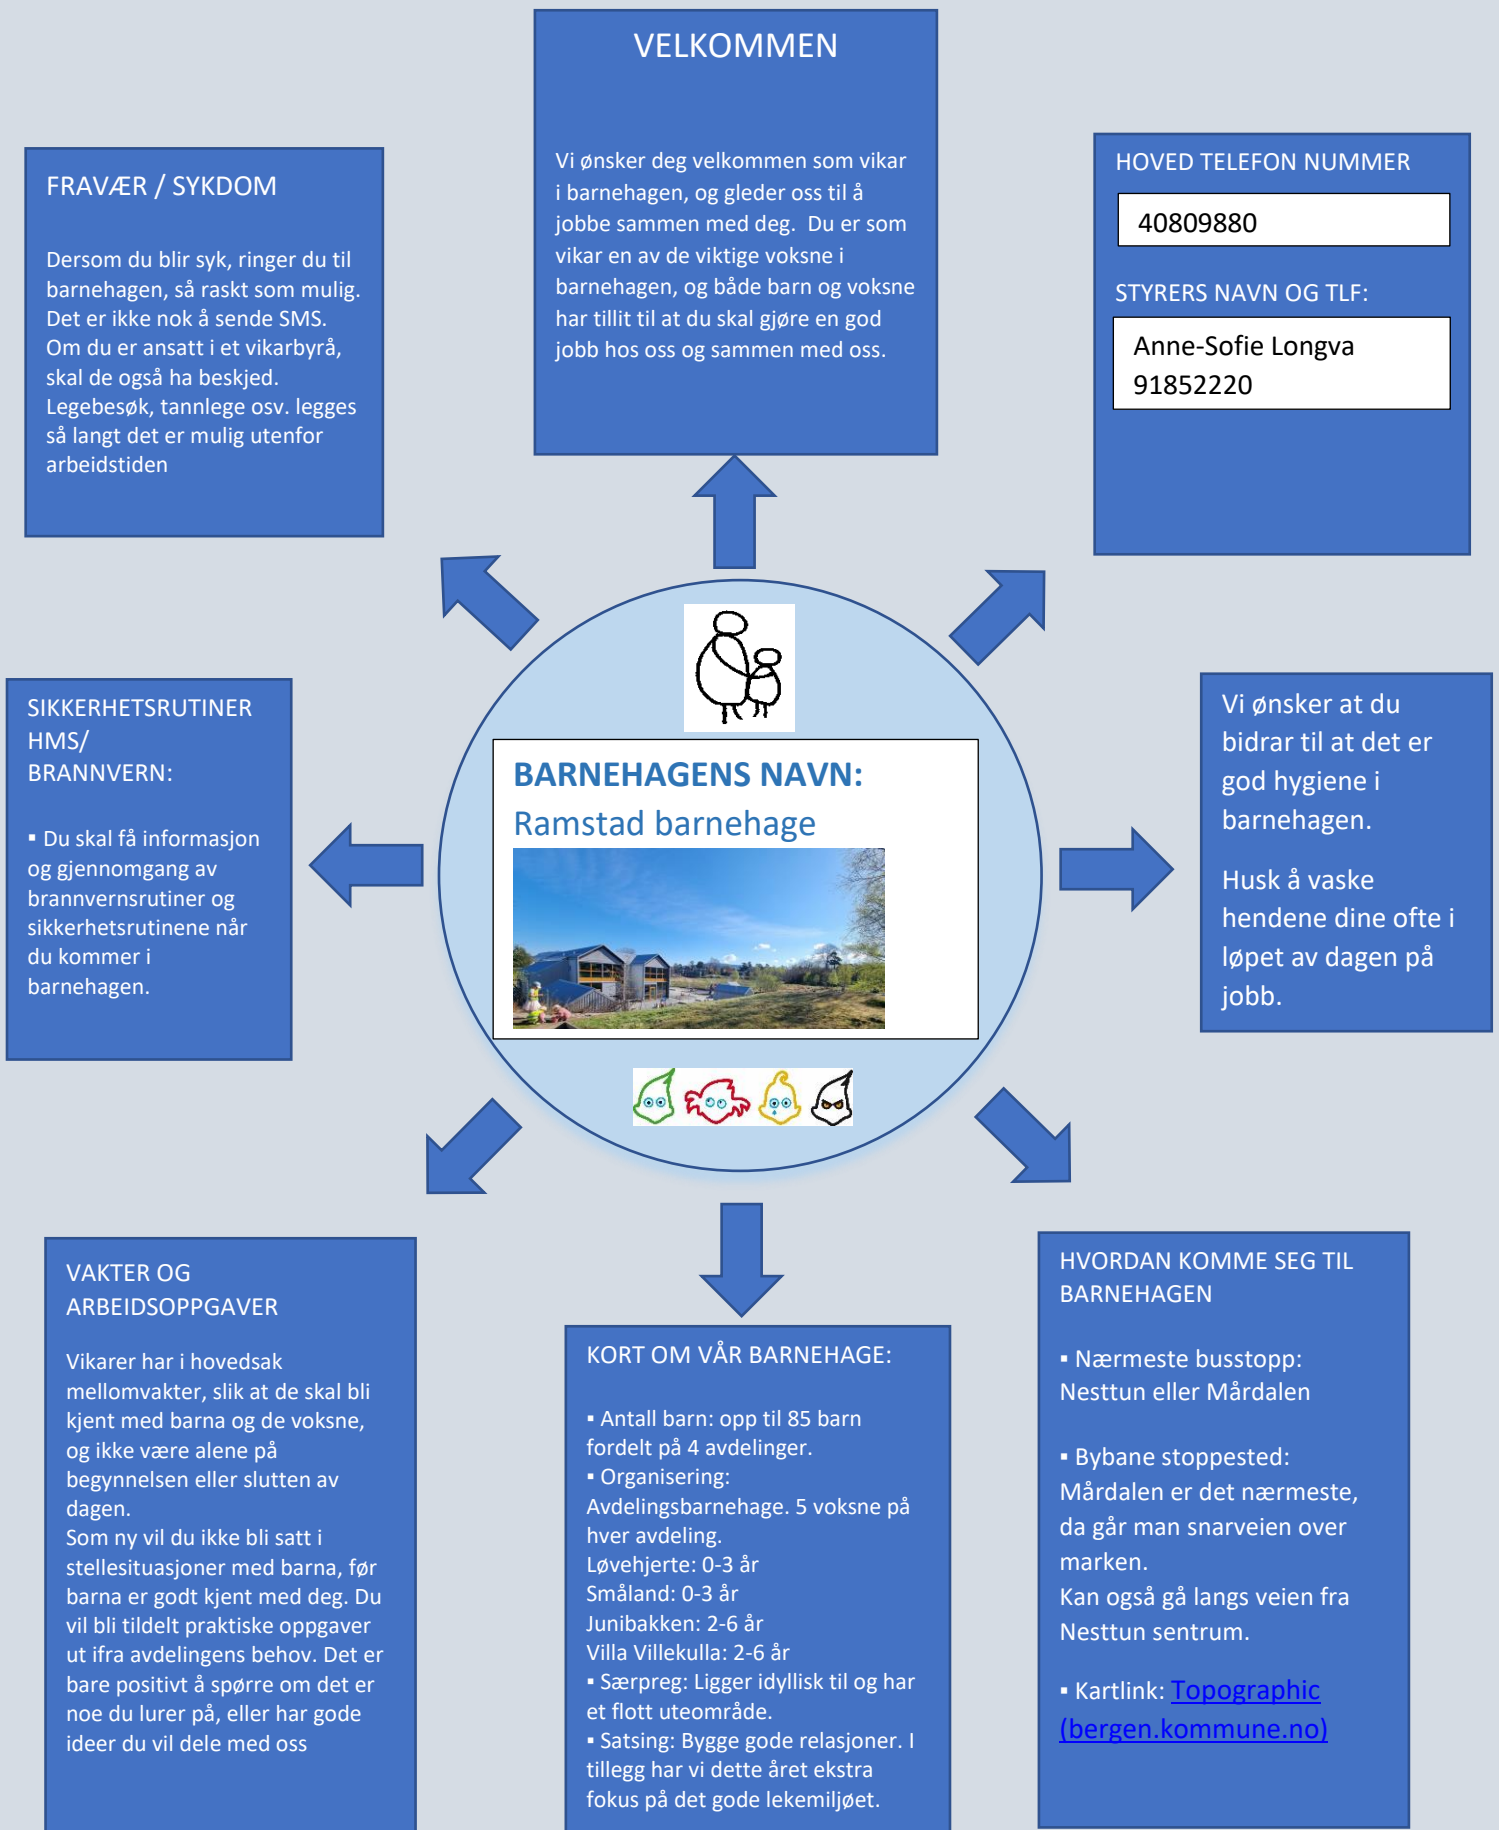 VELKOMMEN
Vi ønsker deg velkommen som vikar
i barnehagen, og gleder oss til å
jobbe sammen med deg.  Du er som
vikar en av de viktige voksne i
barnehagen, og både barn og voksne
har tillit til at du skal gjøre en god
jobb hos oss og sammen med oss.
FRAVÆR / SYKDOM
Dersom du blir syk, ringer du til
barnehagen, så raskt som mulig.
Det er ikke nok å sende SMS.
Om du er ansatt i et vikarbyrå,
skal de også ha beskjed.
Legebesøk, tannlege osv. legges
så langt det er mulig utenfor
arbeidstiden
HOVED TELEFON NUMMER
40809880
STYRERS NAVN OG TLF:
Anne-Sofie Longva
91852220
SIKKERHETSRUTINER
HMS/
BRANNVERN:
▪ Du skal få informasjon
og gjennomgang av
brannvernsrutiner og
sikkerhetsrutinene når
du kommer i
barnehagen.
BARNEHAGENS NAVN:
Ramstad barnehage
Vi ønsker at du
bidrar til at det er
god hygiene i
barnehagen.
Husk å vaske
hendene dine ofte i
løpet av dagen på
jobb.
VAKTER OG
ARBEIDSOPPGAVER
Vikarer har i hovedsak
mellomvakter, slik at de skal bli
kjent med barna og de voksne,
og ikke være alene på
begynnelsen eller slutten av
dagen.
Som ny vil du ikke bli satt i
stellesituasjoner med barna, før
barna er godt kjent med deg. Du
vil bli tildelt praktiske oppgaver
ut ifra avdelingens behov. Det er
bare positivt å spørre om det er
noe du lurer på, eller har gode
ideer du vil dele med oss
KORT OM VÅR BARNEHAGE:
▪ Antall barn: opp til 85 barn
fordelt på 4 avdelinger.
▪ Organisering:
Avdelingsbarnehage. 5 voksne på
hver avdeling.
Løvehjerte: 0-3 år
Småland: 0-3 år
Junibakken: 2-6 år
Villa Villekulla: 2-6 år
▪ Særpreg: Ligger idyllisk til og har
et flott uteområde.
▪ Satsing: Bygge gode relasjoner. I
tillegg har vi dette året ekstra
fokus på det gode lekemiljøet.
HVORDAN KOMME SEG TIL
BARNEHAGEN
▪ Nærmeste busstopp:
Nesttun eller Mårdalen
▪ Bybane stoppested:
Mårdalen er det nærmeste,
da går man snarveien over
marken.
Kan også gå langs veien fra
Nesttun sentrum.
▪ Kartlink: Topographic
(bergen.kommune.no)